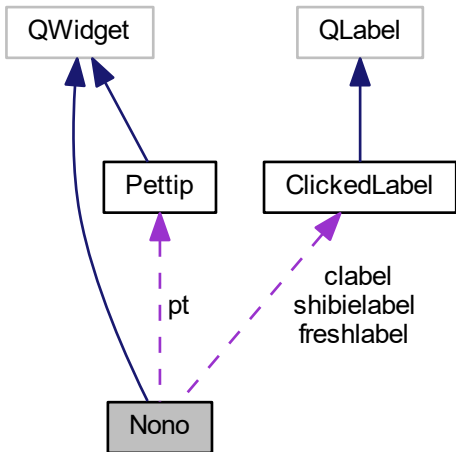 QWidget
QLabel
Pettip
ClickedLabel
pt
clabel
shibielabel
freshlabel
Nono